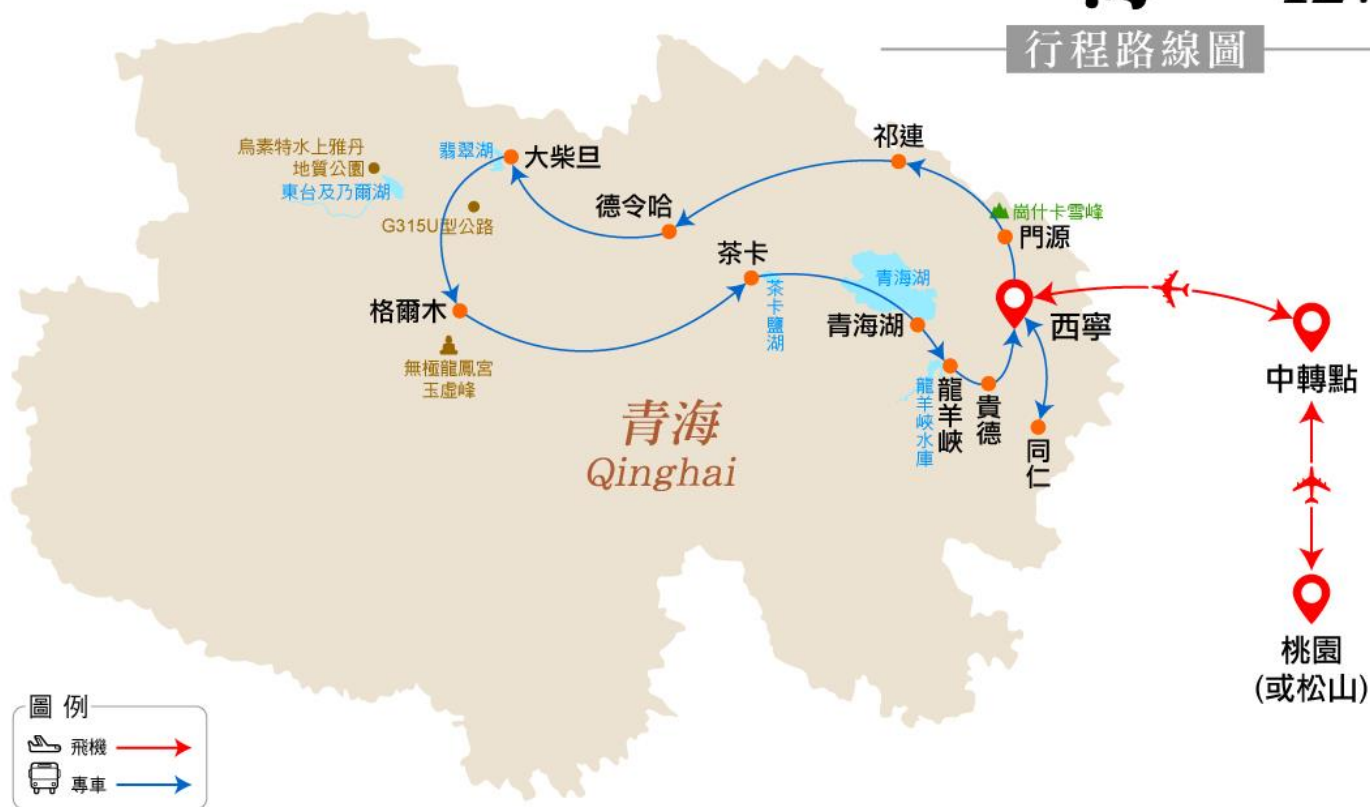 行程路線圖
祁連
烏素特水上雅丹
地質公園
東台及乃爾湖
翡翠湖
大柴旦
G315U型公路
德令哈
崗什卡雪峰
門源
茶卡
茶卡鹽湖
青海湖
青海湖
西寧
格爾木
無極龍鳳宮
玉虛峰
龍羊峽水庫
龍羊峽
貴德
同仁
中轉點
青海
Qinghai
桃園
(或松山)
圖例
飛機
專車